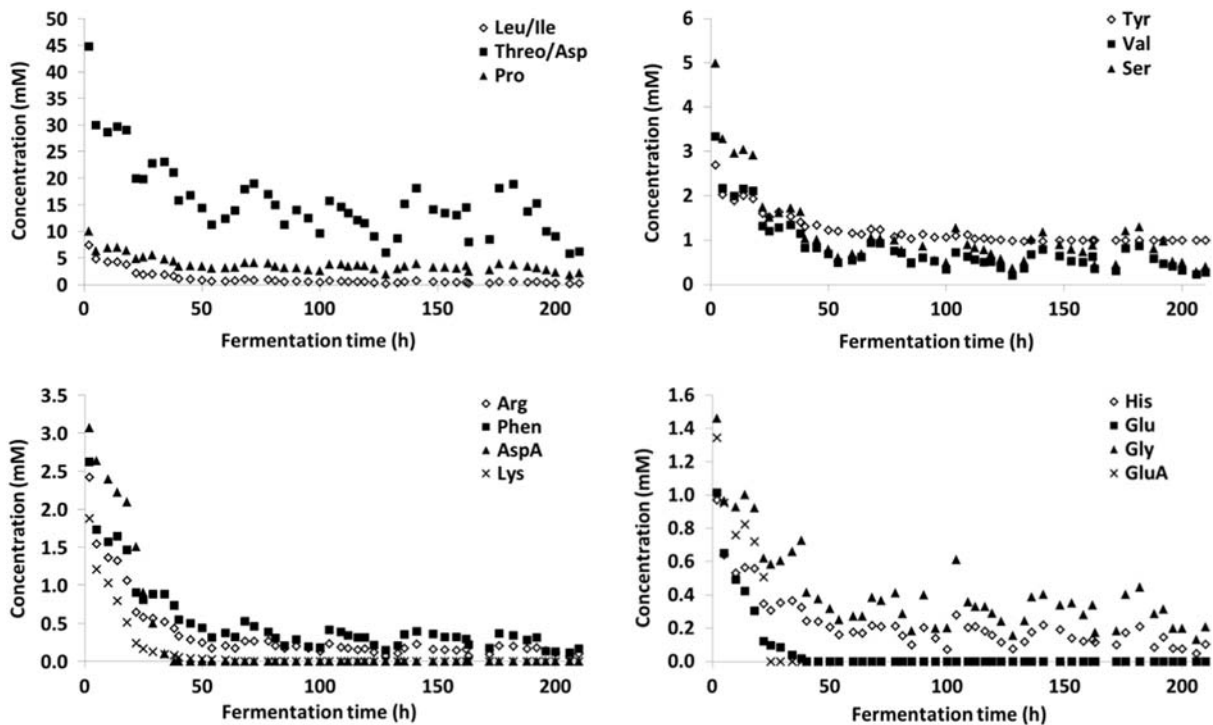 50
45
40
35
30
25
20
15
10
5
0
Concentration (mM)
Leu/Ile
Threo/Asp
Pro
0 50 100 150 200
Fermentation time (h)
6
5
4
3
2
1
0
Concentration (mM)
Tyr
Val
Ser
0 50 100 150 200
Fermentation time (h)
3.5
3.0
2.5
2.0
1.5
1.0
0.5
0.0
Concentration (mM)
Arg
Phen
AspA
Lys
0 50 100 150 200
Fermentation time (h)
1.6
1.4
1.2
1.0
0.8
0.6
0.4
0.2
0.0
Concentration (mM)
His
Glu
Gly
GluA
0 50 100 150 200
Fermentation time (h)